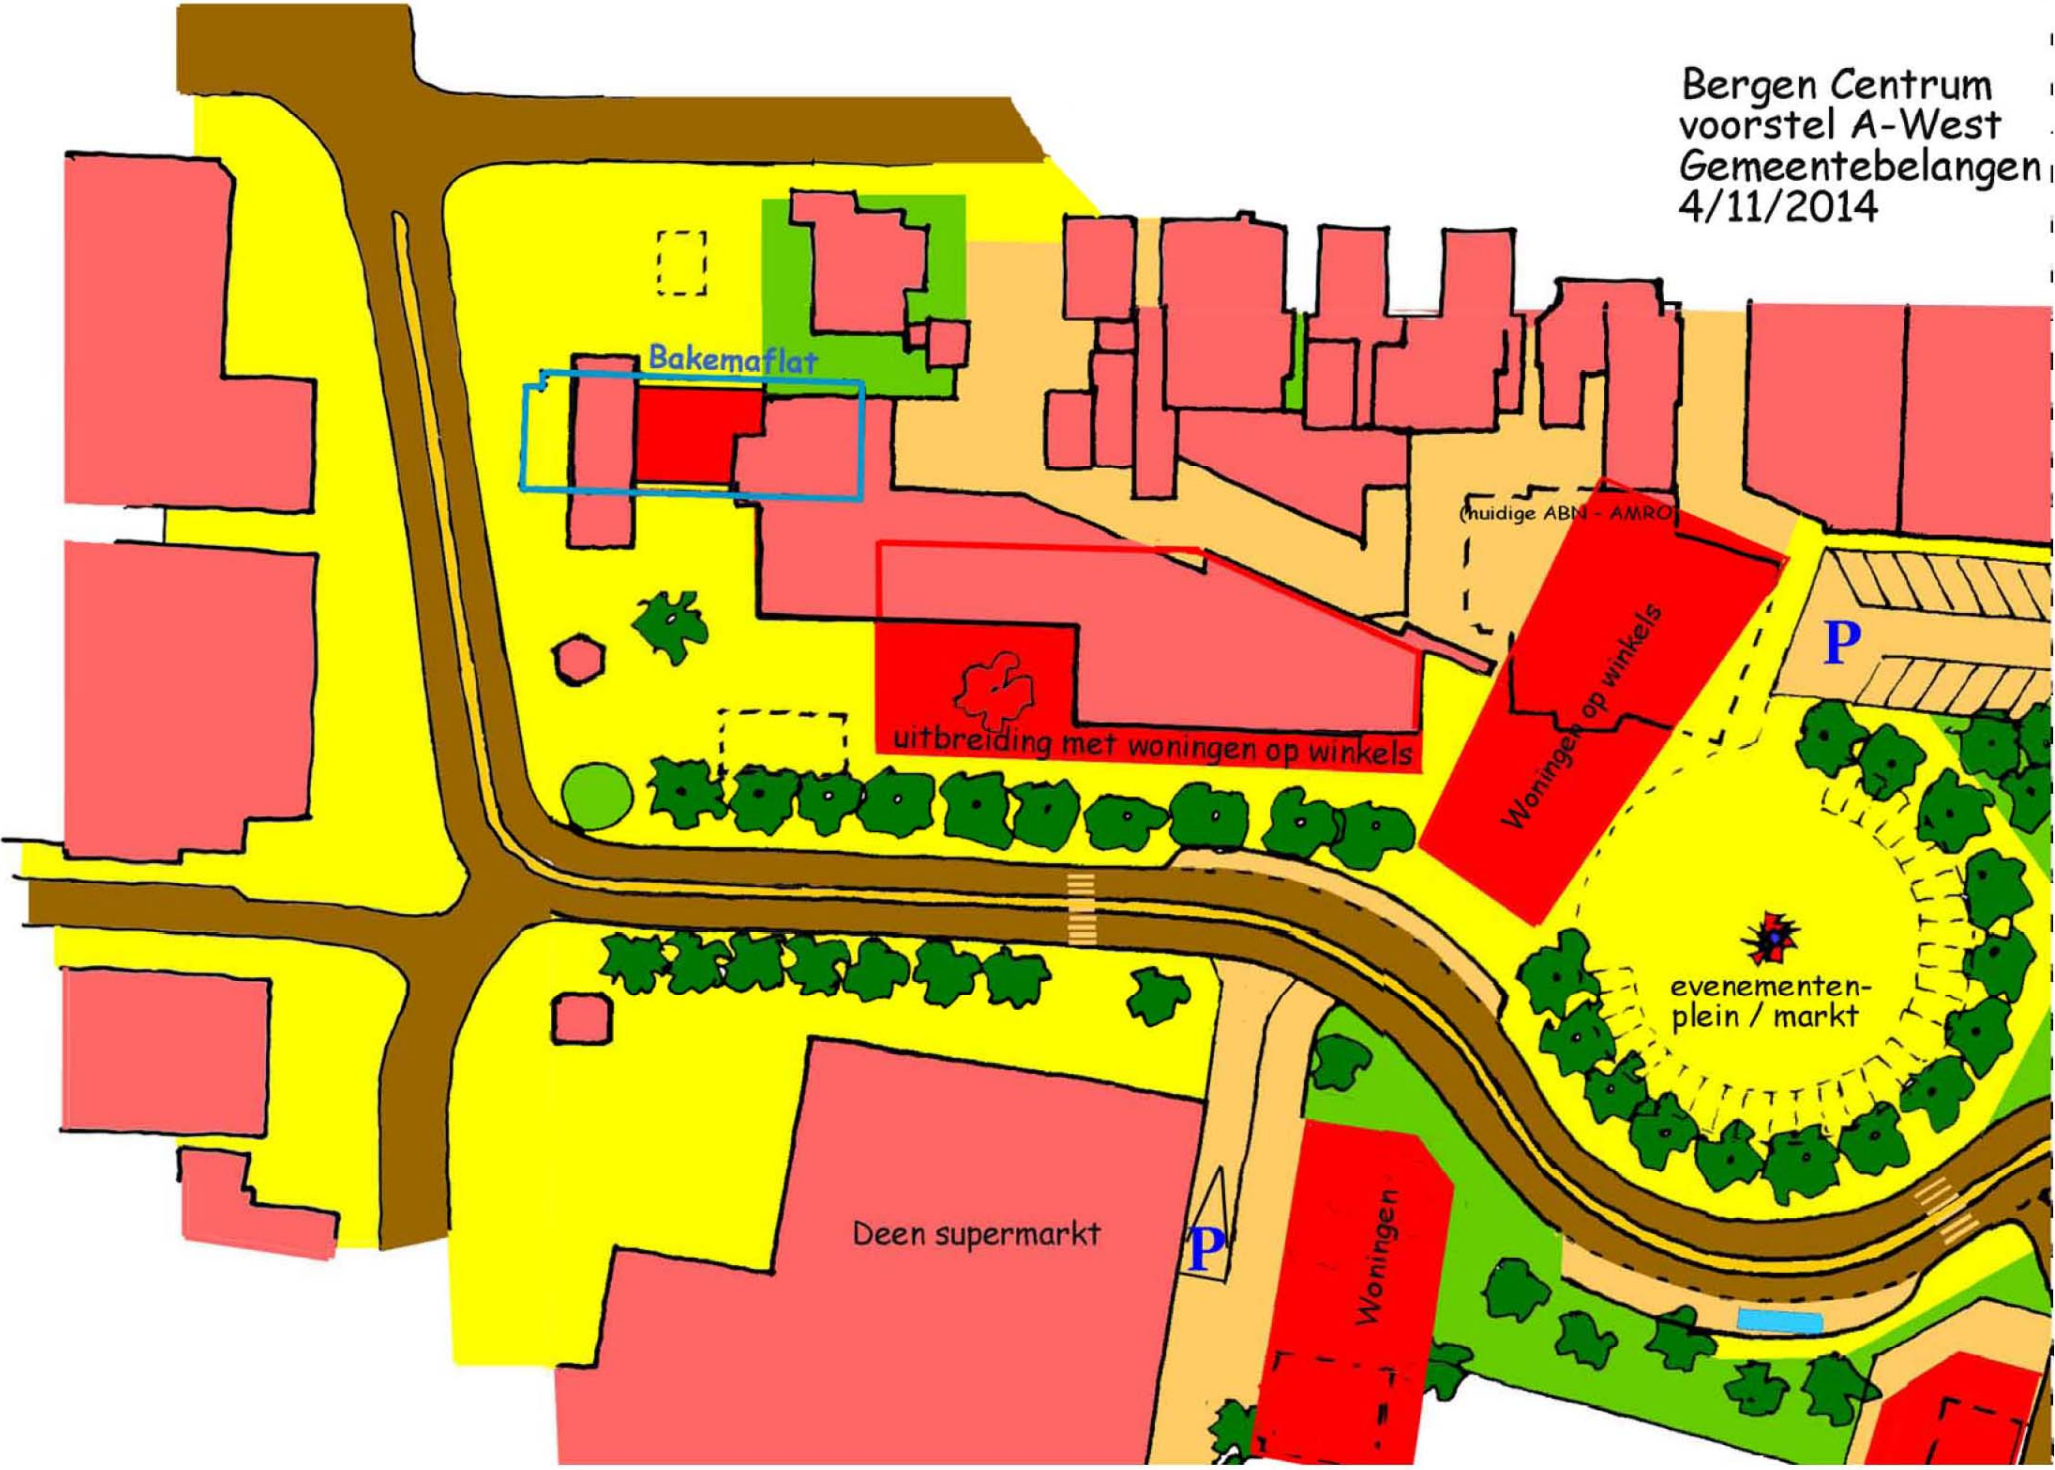 Bergen Centrum
voorstel A-West
Gemeentebelangen
4/11/2014
Bakemaflat
(huidige ABN - AMRO)
P
Woningen op winkels
uitbreiding met woningen op winkels
evenementen-
plein / markt
Deen supermarkt
P
Woningen